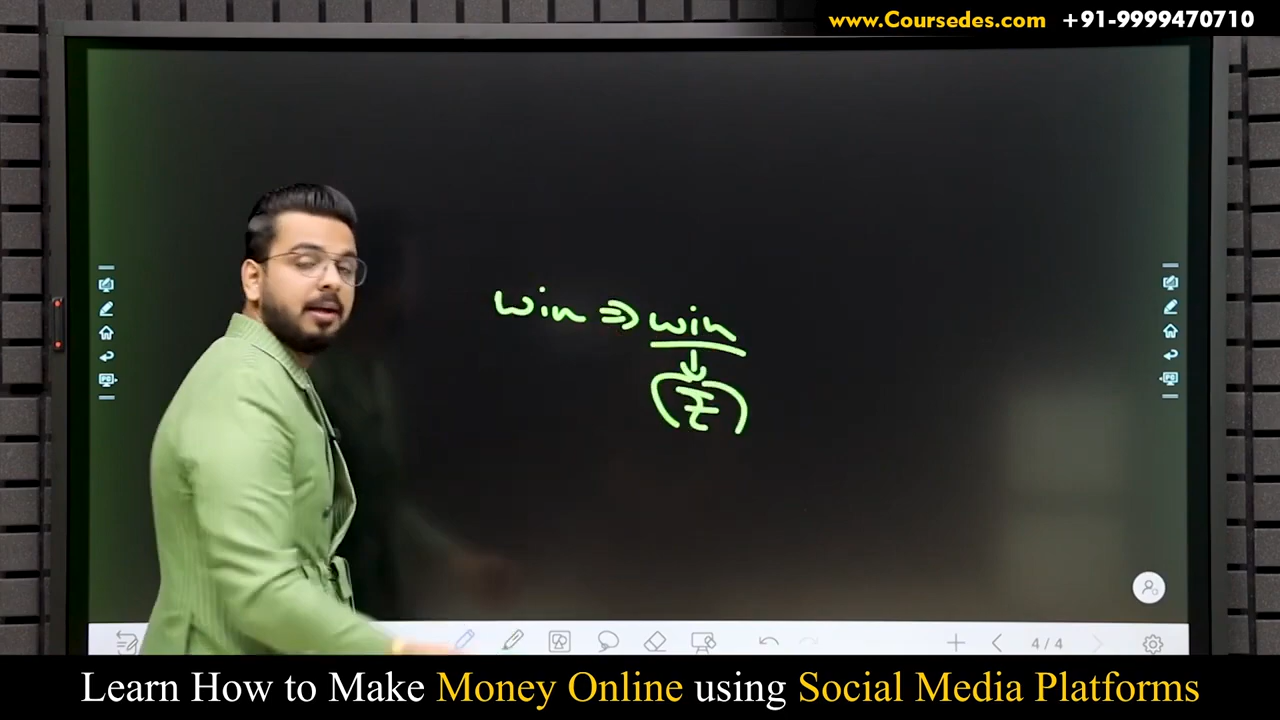 www.Coursedes.com +91-9999470710
win ⇒ win
↓
4 / 4
Learn How to Make Money Online using Social Media Platforms